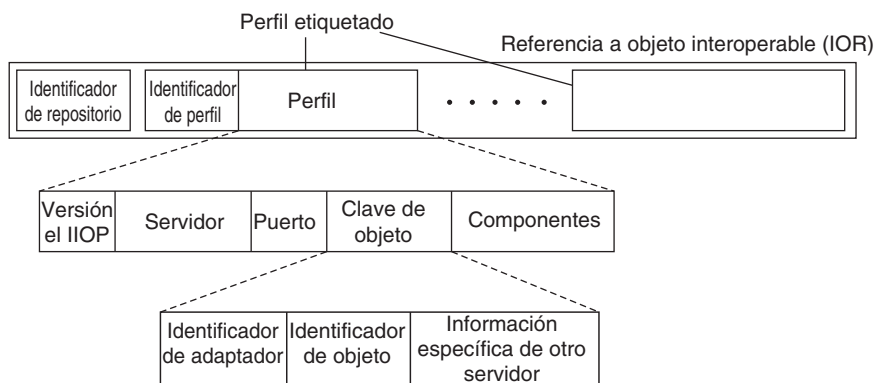 Perfil etiquetado
Referencia a objeto interoperable (IOR)
Identificador
de repositorio
Identificador
de perfil
Perfil
Versión
el IIOP
Servidor
Puerto
Clave de
objeto
Componentes
Identificador
de adaptador
Identificador
de objeto
Información
específica de otro
servidor